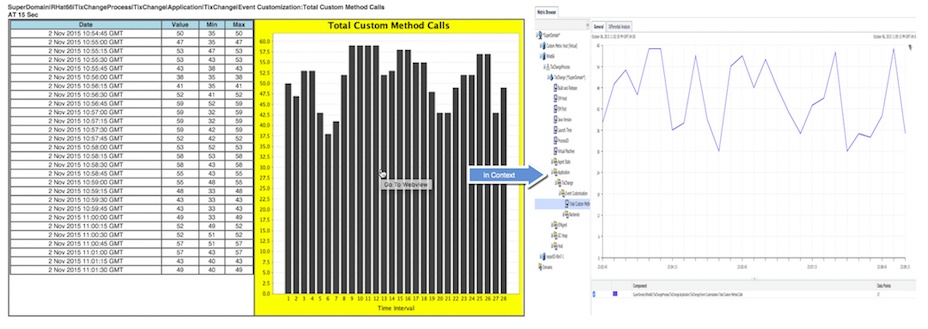 SuperDomain|RHat66|TixChangeProcess|TixChange|Application|TixChange|Event Customization:Total Custom Method Calls
AT 15 Sec
Date Value Min Max
2 Nov 2015 10:54:45 GMT 50 35 50
2 Nov 2015 10:55:00 GMT 47 35 47
2 Nov 2015 10:55:15 GMT 53 47 53
2 Nov 2015 10:55:30 GMT 53 43 53
2 Nov 2015 10:55:45 GMT 43 38 43
2 Nov 2015 10:56:00 GMT 38 35 38
2 Nov 2015 10:56:15 GMT 41 35 41
2 Nov 2015 10:56:30 GMT 52 41 52
2 Nov 2015 10:56:45 GMT 59 52 59
2 Nov 2015 10:57:00 GMT 59 32 59
2 Nov 2015 10:57:15 GMT 59 32 59
2 Nov 2015 10:57:30 GMT 59 42 59
2 Nov 2015 10:57:45 GMT 52 42 52
2 Nov 2015 10:58:00 GMT 53 52 53
2 Nov 2015 10:58:15 GMT 58 53 58
2 Nov 2015 10:58:30 GMT 58 43 58
2 Nov 2015 10:58:45 GMT 55 43 55
2 Nov 2015 10:59:00 GMT 55 48 55
2 Nov 2015 10:59:15 GMT 48 33 48
2 Nov 2015 10:59:30 GMT 43 33 43
2 Nov 2015 10:59:45 GMT 43 33 43
2 Nov 2015 11:00:00 GMT 49 33 49
2 Nov 2015 11:00:15 GMT 52 49 52
2 Nov 2015 11:00:30 GMT 52 51 52
2 Nov 2015 11:00:45 GMT 57 51 57
2 Nov 2015 11:01:00 GMT 57 43 57
2 Nov 2015 11:01:15 GMT 43 40 43
2 Nov 2015 11:01:30 GMT 49 40 49
Total Custom Method Calls
60.0
57.5
55.0
52.5
50.0
47.5
45.0
42.5
40.0
37.5
35.0
32.5
30.0
27.5
25.0
22.5
20.0
17.5
15.0
12.5
10.0
7.5
5.0
2.5
0.0
Go To Webview
1 2 3 4 5 6 7 8 9 10 11 12 13 14 15 16 17 18 19 20 21 22 23 24 25 26 27 28
Time Interval
In Context
Metric Browser
General Differential Analysis
*SuperDomain*
Custom Metric Host (Virtual)
TixChangeProcess
TixChange (*SuperDomain*)
Build and Release
Java Version
Launch Time
ProcessID
Virtual Machine
Agent Stats
Application
TixChange
Event Customization
Total Custom Meth
Backends
GC Heap
Host
Domains
Component Data Points